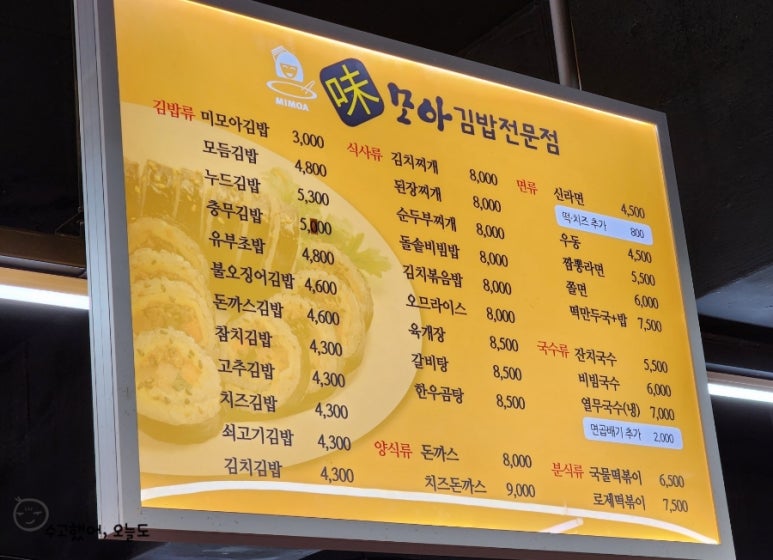 MIMOA
味 모아김밥전문점
김밥류 미모아김밥 3,000
모듬김밥 4,800
누드김밥 5,300
충무김밥 5,000
유부초밥 4,800
불오징어김밥 4,600
돈까스김밥 4,600
참치김밥 4,300
고추김밥 4,300
치즈김밥 4,300
쇠고기김밥 4,300
김치김밥 4,300
식사류 김치찌개 8,000
된장찌개 8,000
순두부찌개 8,000
돌솥비빔밥 8,000
김치볶음밥 8,000
오므라이스 8,000
육개장 8,500
갈비탕 8,500
한우곰탕 8,500
양식류 돈까스 8,000
치즈돈까스 9,000
면류 신라면 4,500
떡·치즈 추가 800
우동 4,500
짬뽕라면 5,500
쫄면 6,000
떡만두국+밥 7,500
국수류 잔치국수 5,500
비빔국수 6,000
열무국수(냉) 7,000
면곱배기 추가 2,000
분식류 국물떡볶이 6,500
로제떡볶이 7,500
수고했어, 오늘도